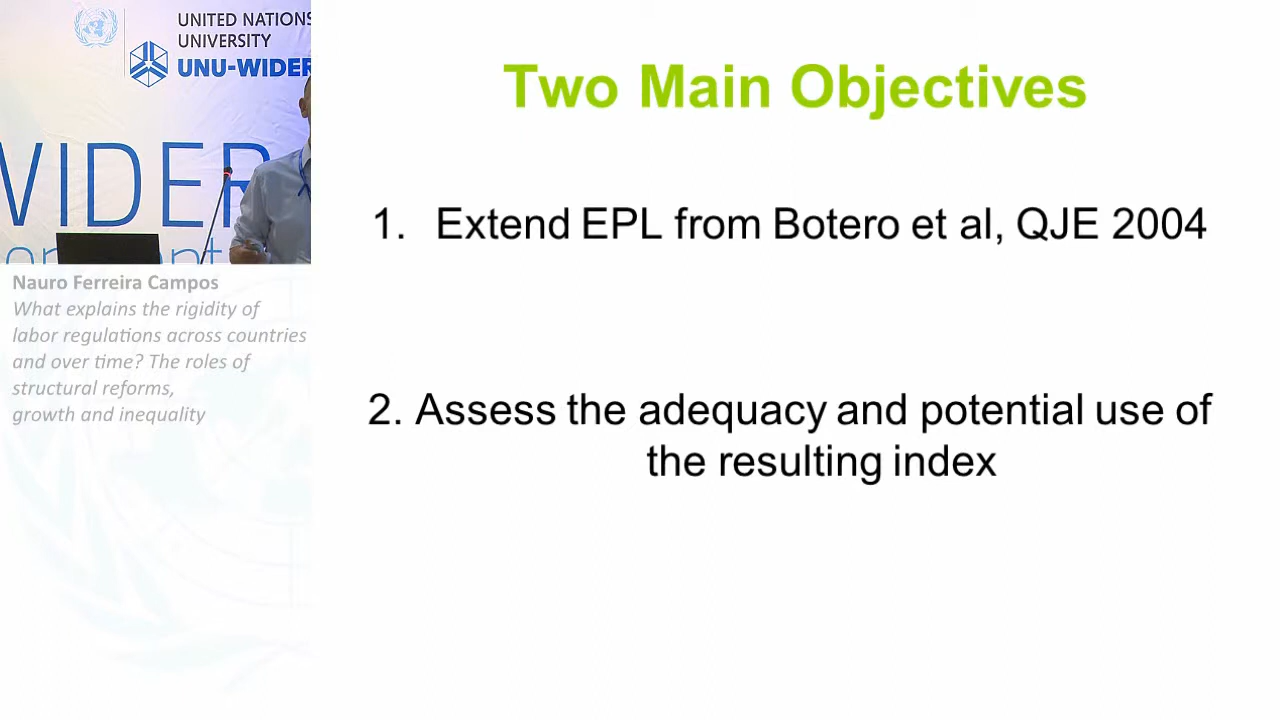 UNITED NATIONS
UNIVERSITY
UNU-WIDER
WIDER
Nauro Ferreira Campos
What explains the rigidity of
labor regulations across countries
and over time? The roles of
structural reforms,
growth and inequality
Two Main Objectives
1. Extend EPL from Botero et al, QJE 2004
2. Assess the adequacy and potential use of
the resulting index